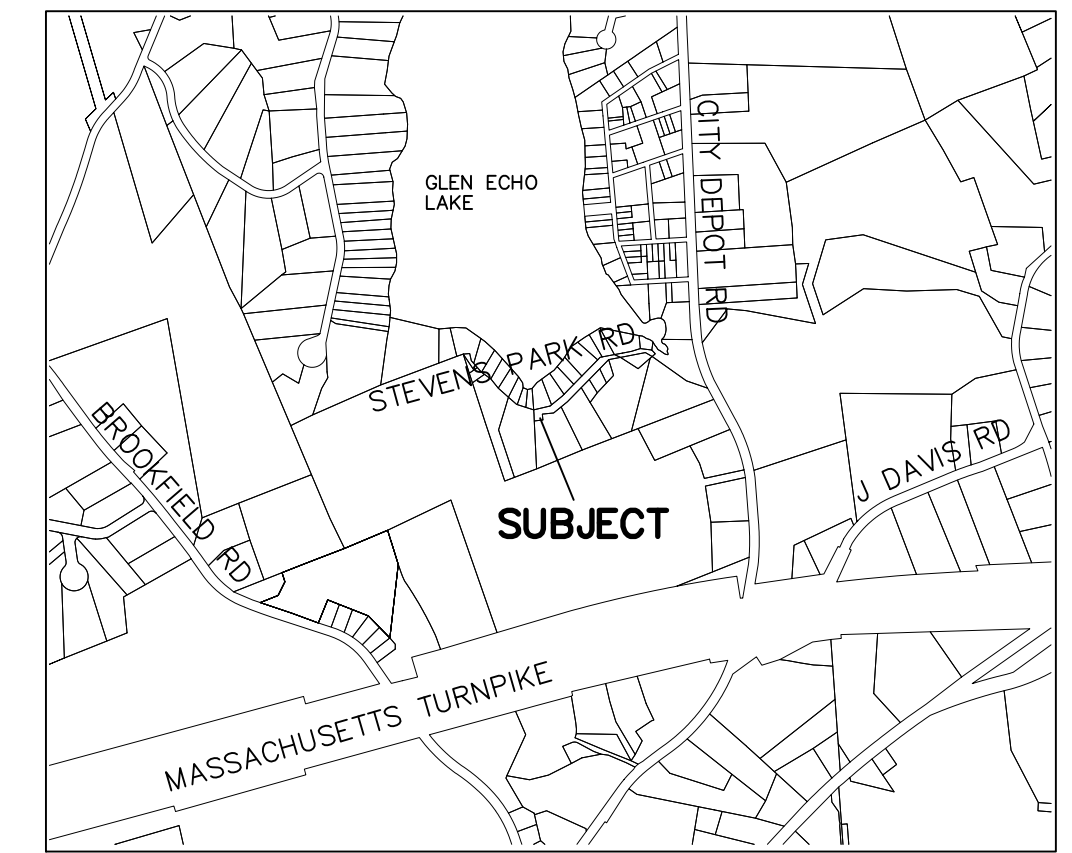 GLEN ECHO
LAKE
CITY DEPOT RD
STEVENS PARK RD
BROOKFIELD RD
J DAVIS RD
SUBJECT
MASSACHUSETTS TURNPIKE